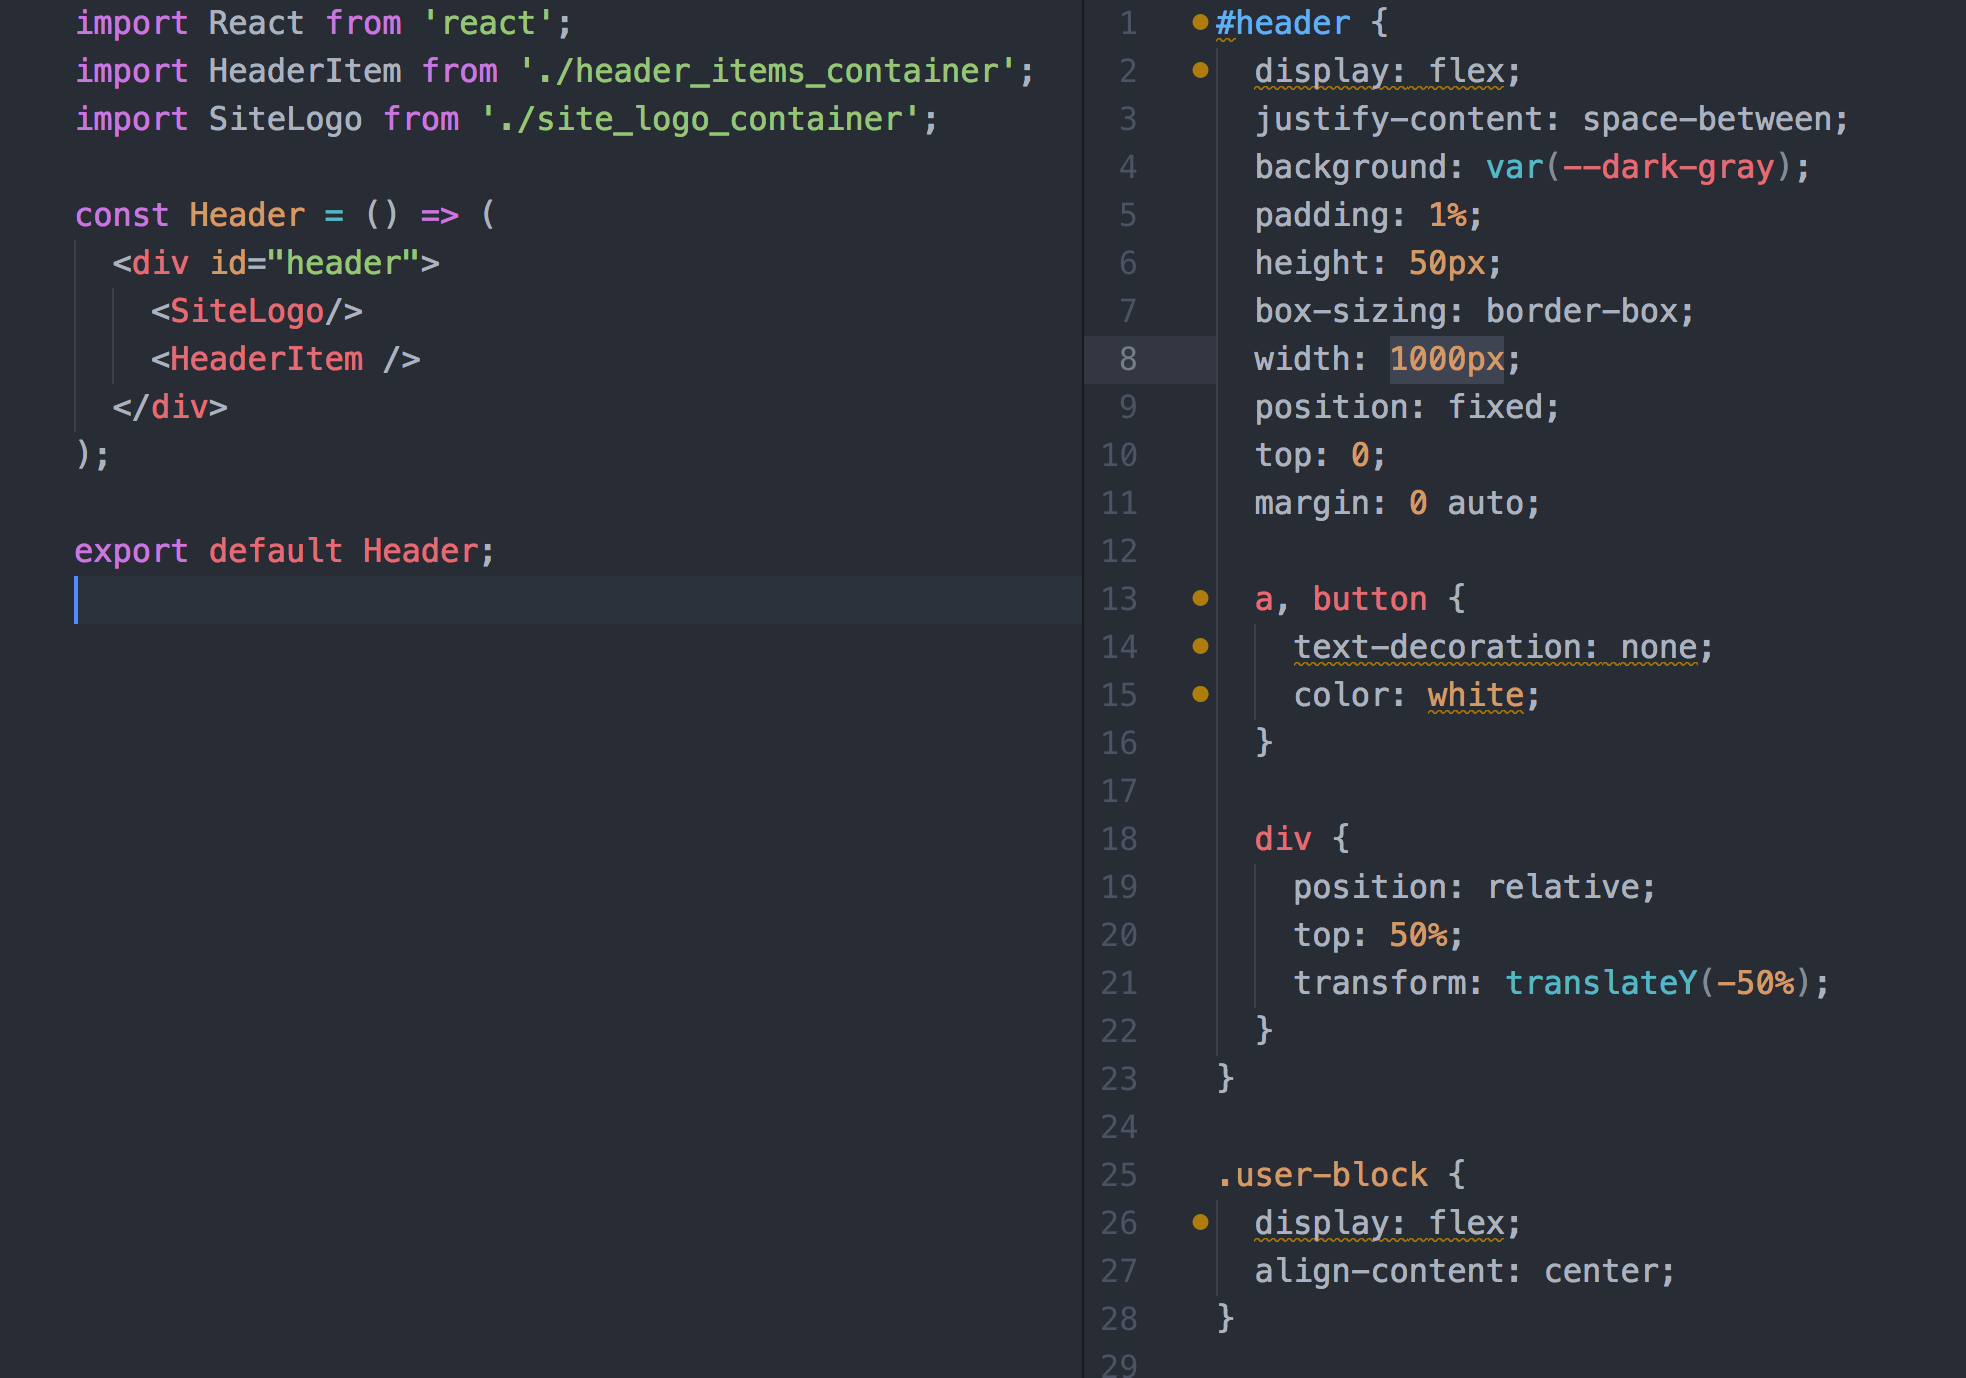 import React from 'react';
import HeaderItem from './header_items_container';
import SiteLogo from './site_logo_container';

const Header = () => (
  <div id="header">
    <SiteLogo/>
    <HeaderItem />
  </div>
);

export default Header;

1 #header {
2   display: flex;
3   justify-content: space-between;
4   background: var(--dark-gray);
5   padding: 1%;
6   height: 50px;
7   box-sizing: border-box;
8   width: 1000px;
9   position: fixed;
10   top: 0;
11   margin: 0 auto;
12
13   a, button {
14     text-decoration: none;
15     color: white;
16   }
17
18   div {
19     position: relative;
20     top: 50%;
21     transform: translateY(-50%);
22   }
23 }
24
25 .user-block {
26   display: flex;
27   align-content: center;
28 }
29